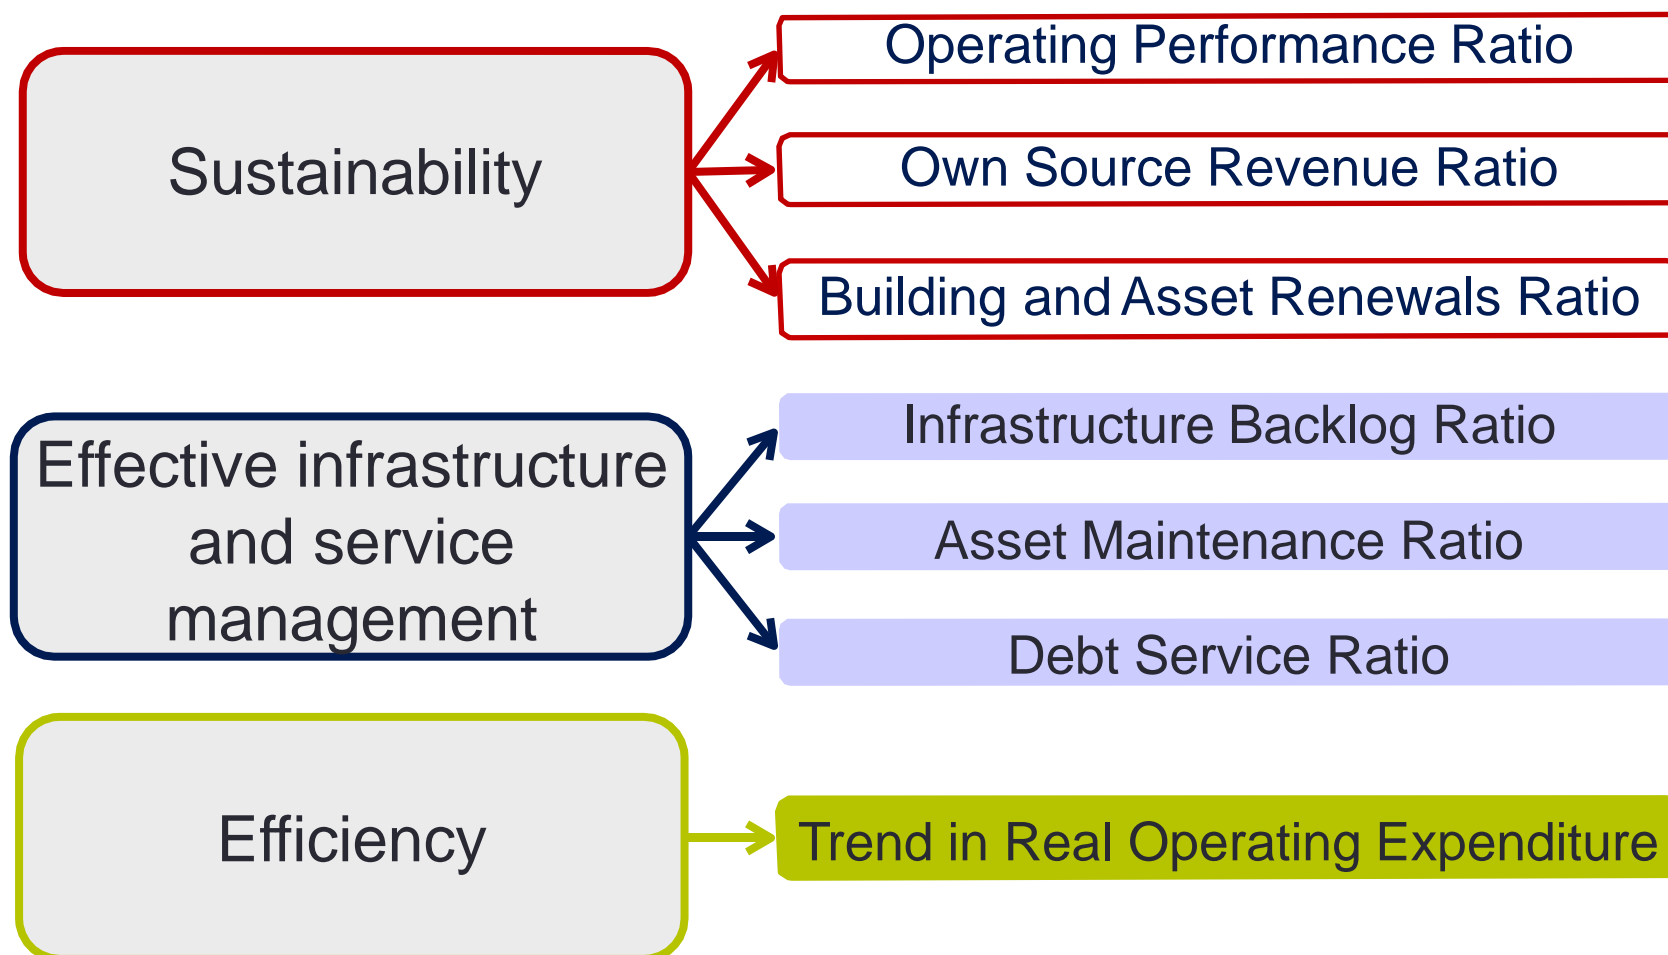 Sustainability
Operating Performance Ratio
Own Source Revenue Ratio
Building and Asset Renewals Ratio
Effective infrastructure
and service
management
Infrastructure Backlog Ratio
Asset Maintenance Ratio
Debt Service Ratio
Efficiency
Trend in Real Operating Expenditure